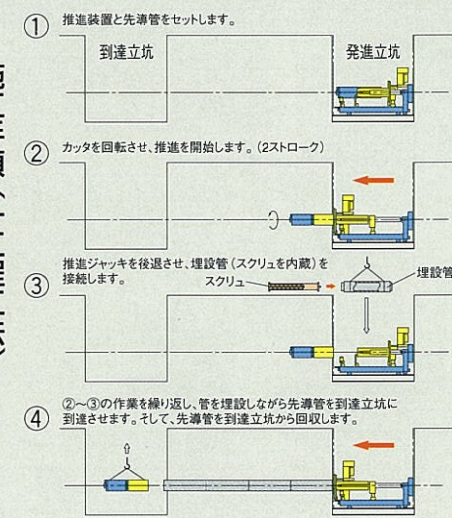 ①
推進装置と先導管をセットします。
到達立坑
発進立坑
②
カッタを回転させ、推進を開始します。(2ストローク)
③
推進ジャッキを後退させ、埋設管(スクリュを内蔵)を
接続します。
スクリュ
埋設管
④
②~③の作業を繰り返し、管を埋設しながら先導管を到達立坑に
到達させます。そして、先導管を到達立坑から回収します。